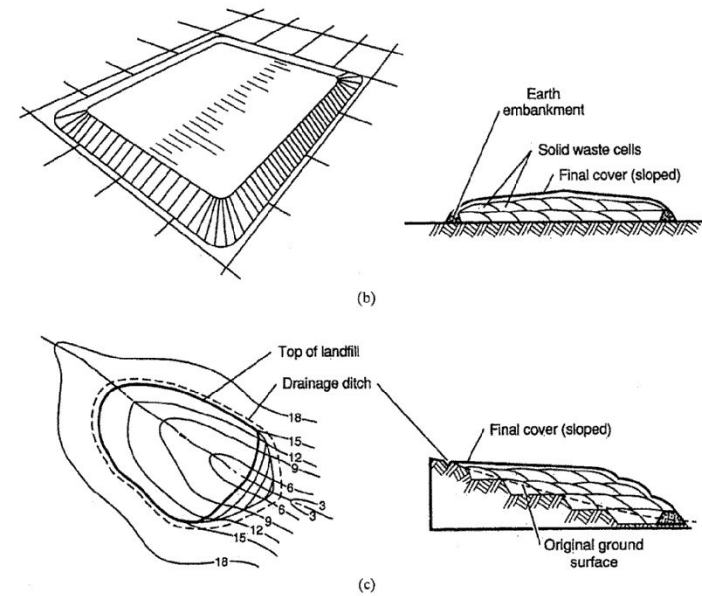 Earth
embankment
Solid waste cells
Final cover (sloped)
(b)
Top of landfill
Drainage ditch
18
15
12
9
6
3
3
6
9
12
15
18
Final cover (sloped)
Original ground
surface
(c)